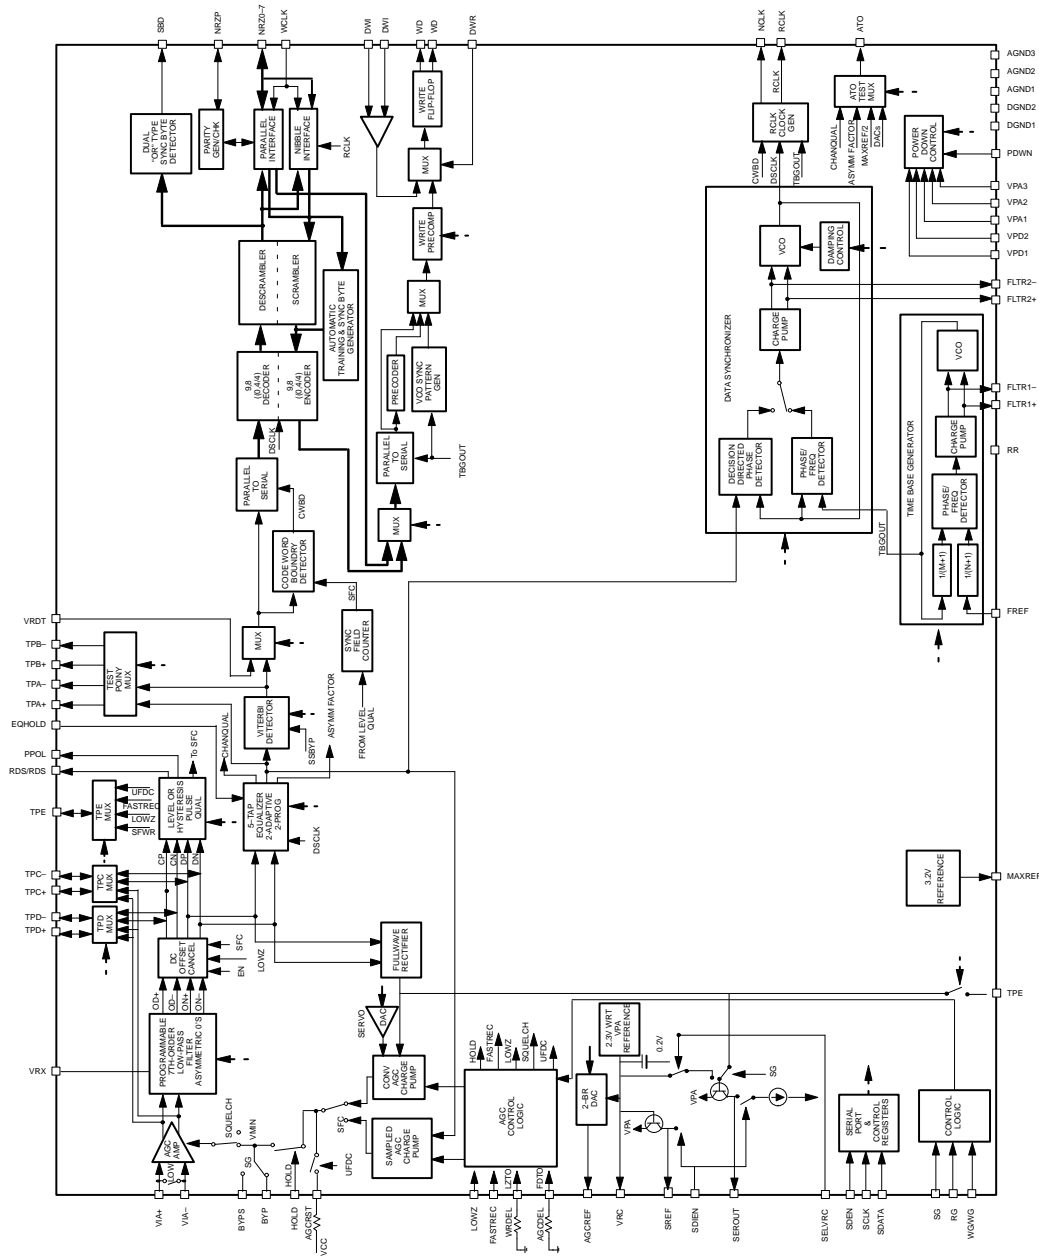 SBD
NRZP
NRZ0–7
WCLK
DWI
DWI
WD
WD
DWR
NCLK
RCLK
ATO
AGND3
AGND2
AGND1
DGND2
DGND1
PDWN
VPA3
VPA2
VPA1
VPD2
VPD1
FLTR2–
FLTR2+
FLTR1–
FLTR1+
RR
FREF
MAXREF
TPE
DUAL
"OR" TYPE
SYNC BYTE
DETECTOR
PARITY
GEN/CHK
PARALLEL
INTERFACE
NIBBLE
INTERFACE
RCLK
WRITE
FLIP-FLOP
MUX
WRITE
PRECOMP
MUX
DESCRAMBLER
SCRAMBLER
AUTOMATIC
TRAINING & SYNC BYTE
GENERATOR
PRECODER
VCO SYNC
PATTERN
GEN
9,8
((0,4/4)
DECODER
9,8
((0,4/4)
ENCODER
DSCLK
PARALLEL
TO
SERIAL
TBGOUT
PARALLEL
TO
SERIAL
CWBD
MUX
CODE WORD
BOUNDRY
DETECTOR
SFC
MUX
SYNC
FIELD
COUNTER
FROM LEVEL
QUAL
RCLK
RCLK
CLOCK
GEN
CWBD
DSCLK
TBGOUT
ATO
TEST
MUX
CHANQUAL
ASYMM FACTOR
MAXREF/2
DACs
POWER
DOWN
CONTROL
DATA SYNCHRONIZER
VCO
DAMPING
CONTROL
CHARGE
PUMP
DECISION
DIRECTED
PHASE
DETECTOR
PHASE/
FREQ
DETECTOR
TBGOUT
TIME BASE GENERATOR
VCO
CHARGE
PUMP
PHASE/
FREQ
DETECTOR
1/(M+1)
1/(N+1)
VRDT
TPB–
TPB+
TPA–
TPA+
EQHOLD
PPOL
RDS/RDS
TPE
TPC–
TPC+
TPD–
TPD+
VRX
TEST
POINY
MUX
VITERBI
DETECTOR
SSBYP
ASYMM FACTOR
CHANQUAL
To SFC
TPE
MUX
UFDC
FASTREC
LOWZ
SFWR
LEVEL OR
HYSTERESIS
PULSE
QUAL
5–TAP
EQUALIZER
2-ADAPTIVE
2-PROG
DSCLK
CP
CN
DP
DN
TPC
MUX
TPD
MUX
DC
OFFSET
CANCEL
SFC
LOWZ
EN
OD+
OD–
ON+
ON–
PROGRAMMABLE
7TH-ORDER
LOW-PASS
FILTER
ASYMMETRIC 0'S
FULLWAVE
RECTIFIER
SERVO
DAC
CONV
AGC
CHARGE
PUMP
SAMPLED
AGC
CHARGE
PUMP
SFC
AGC
AMP
LOW
SQUELCH
VMIN
SG
HOLD
UFDC
HOLD
FASTREC
LOWZ
SQUELCH
UFDC
AGC
CONTROL
LOGIC
LZTO
FDTO
2.3V WRT
VPA
REFERENCE
0.2V
2–BR
DAC
VPA
VPA
SG
SERIAL
PORT
&
CONTROL
REGISTERS
CONTROL
LOGIC
3.2V
REFERENCE
VIA+
VIA–
BYPS
BYP
HOLD
AGCRST
VCC
LOWZ
FASTREC
WRDEL
AGCDEL
AGCREF
VRC
SREF
SDIEN
SEROUT
SELVRC
SDEN
SCLK
SDATA
SG
RG
WGWG